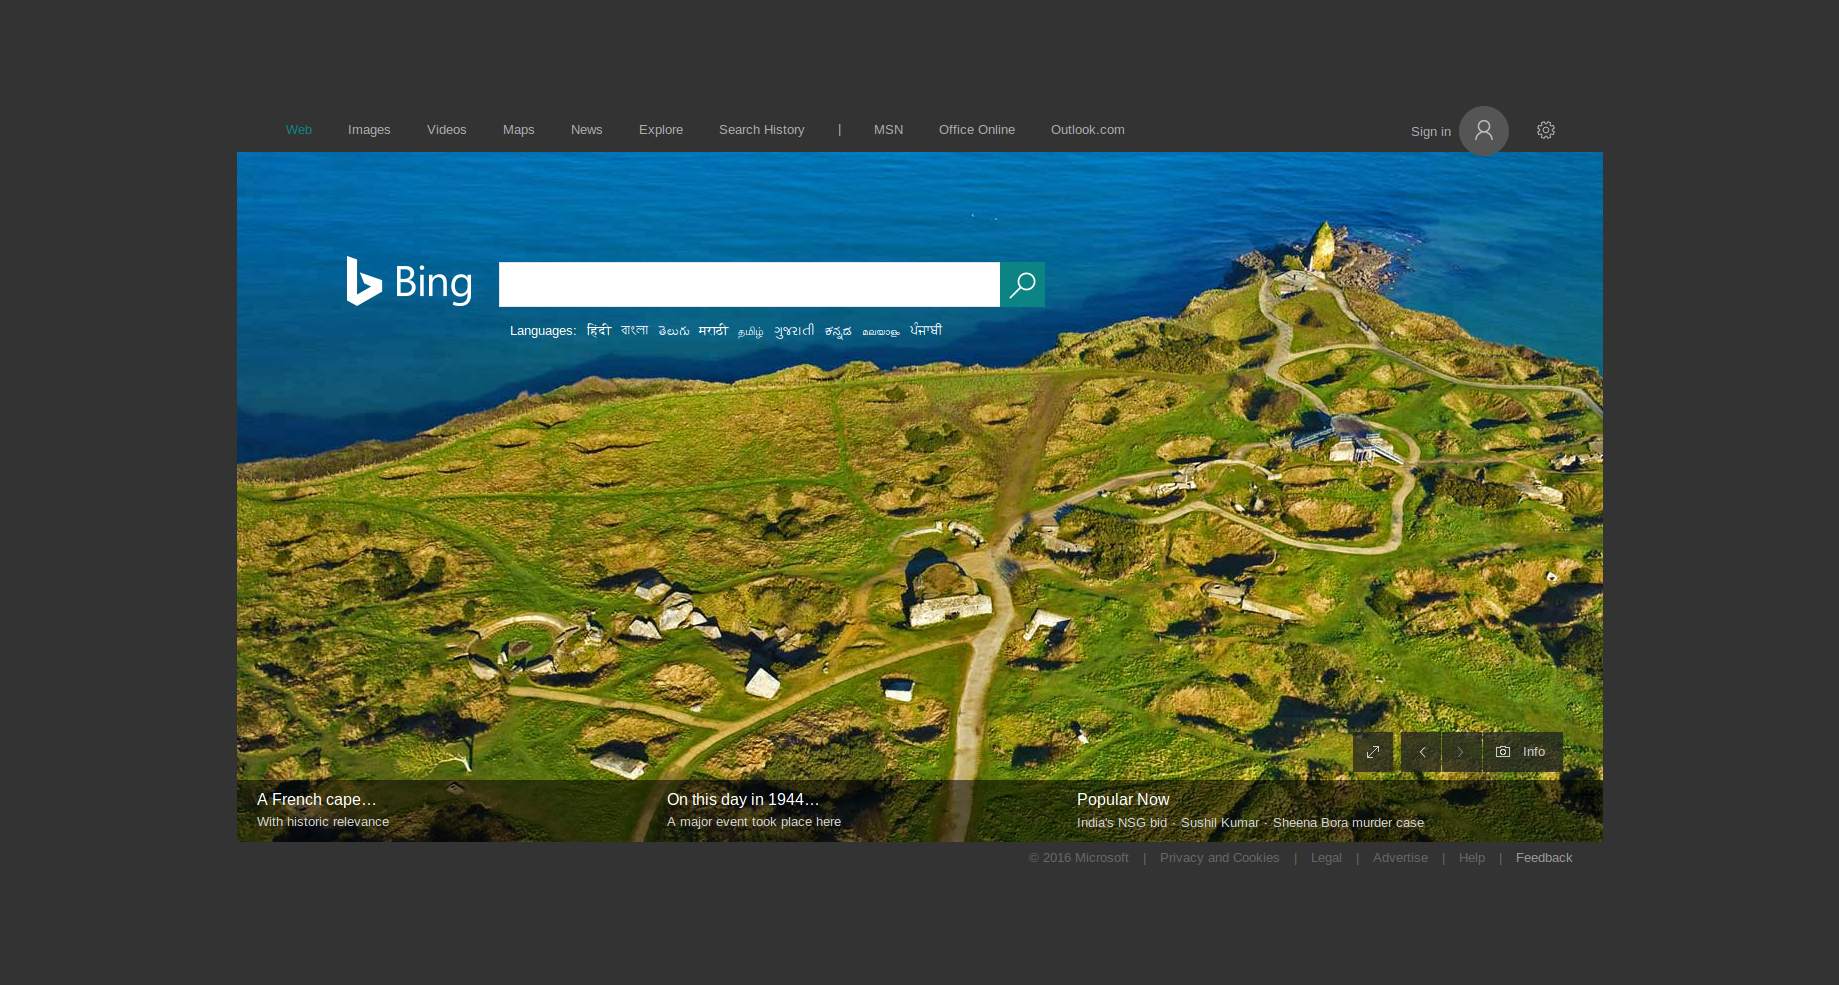 Web Images Videos Maps News Explore Search History | MSN Office Online Outlook.com Sign in
Bing
Languages: हिंदी বাংলা తెలుగు मराठी தமிழ் ગુજરાતી ಕನ್ನಡ മലയാളം ਪੰਜਾਬੀ
Info
A French cape…
With historic relevance
On this day in 1944…
A major event took place here
Popular Now
India's NSG bid · Sushil Kumar · Sheena Bora murder case
© 2016 Microsoft | Privacy and Cookies | Legal | Advertise | Help | Feedback